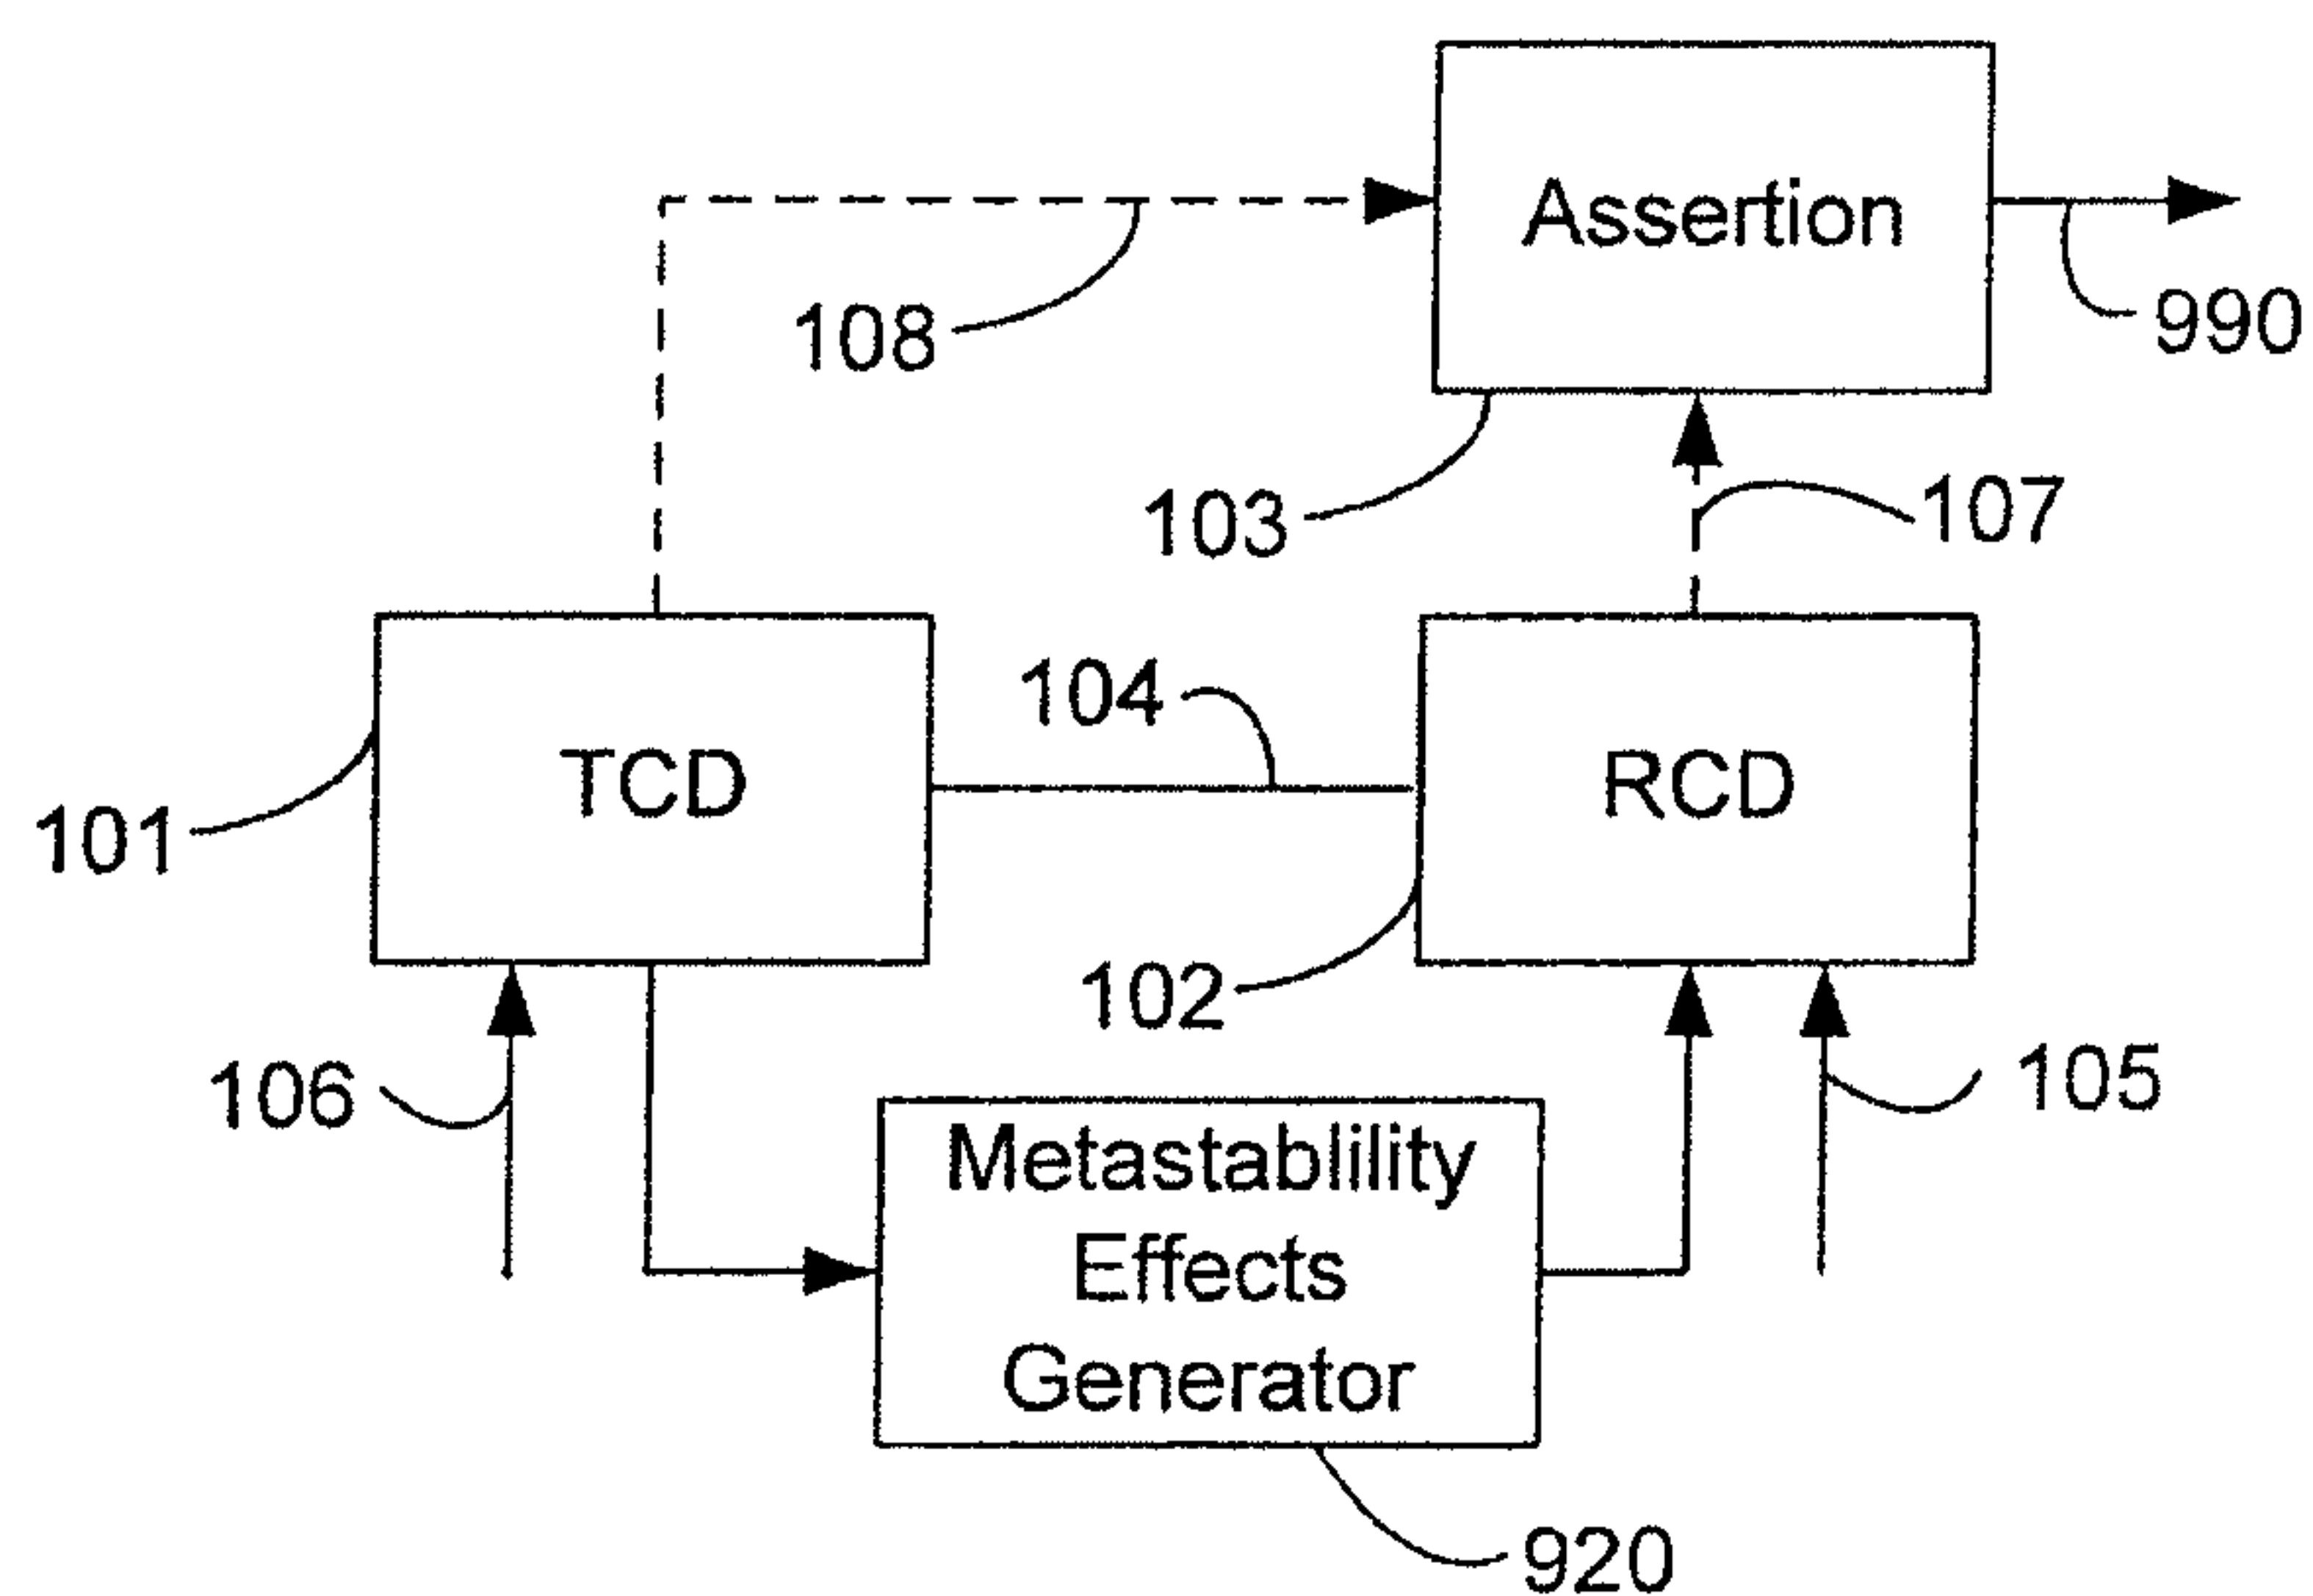 Assertion
990
108
103
107
104
TCD
RCD
101
102
106
105
Metastablility
Effects
Generator
920